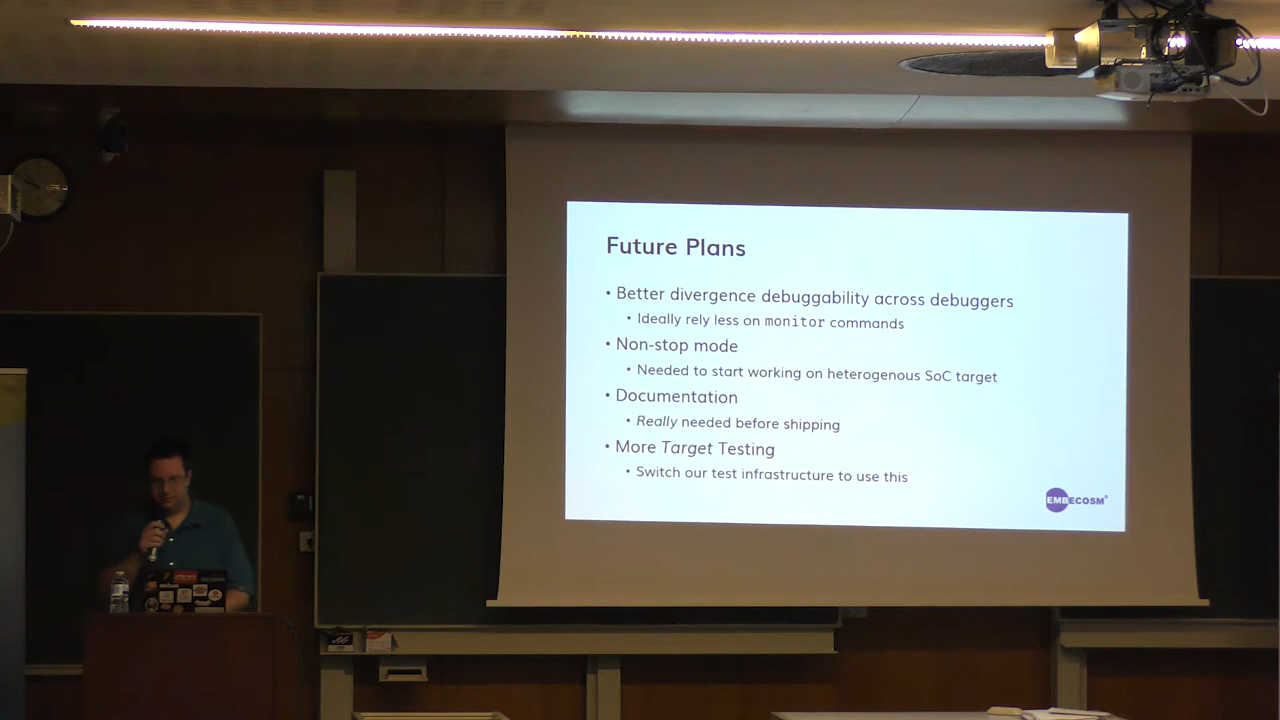 Future Plans
• Better divergence debuggability across debuggers
• Ideally rely less on monitor commands
• Non-stop mode
• Needed to start working on heterogenous SoC target
• Documentation
• Really needed before shipping
• More Target Testing
• Switch our test infrastructure to use this
EMBECOSM®